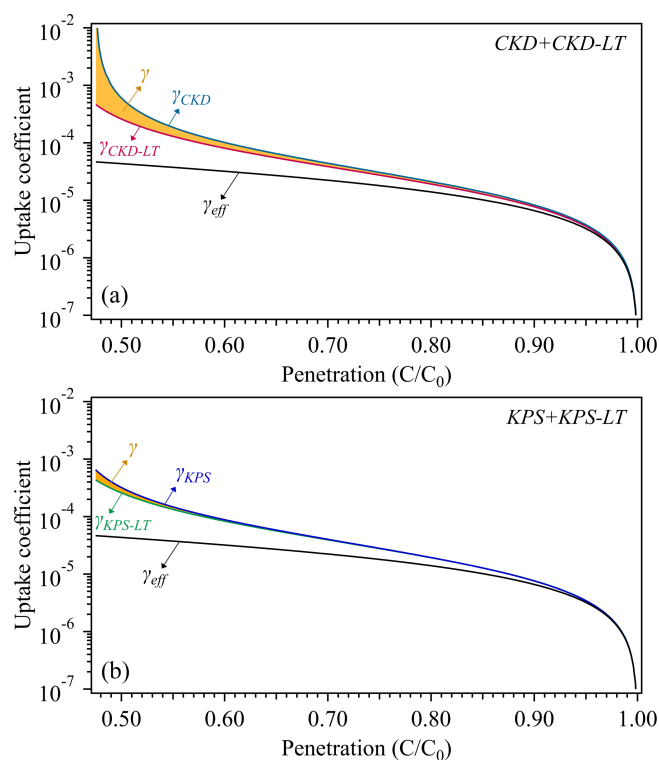 10⁻²
CKD+CKD-LT
γ
γCKD
10⁻³
10⁻⁴
γCKD-LT
10⁻⁵
γeff
10⁻⁶
(a)
10⁻⁷
Uptake coefficient
0.50 0.60 0.70 0.80 0.90 1.00
Penetration (C/C₀)
10⁻²
KPS+KPS-LT
γ
γKPS
10⁻³
10⁻⁴
γKPS-LT
10⁻⁵
γeff
10⁻⁶
(b)
10⁻⁷
Uptake coefficient
0.50 0.60 0.70 0.80 0.90 1.00
Penetration (C/C₀)